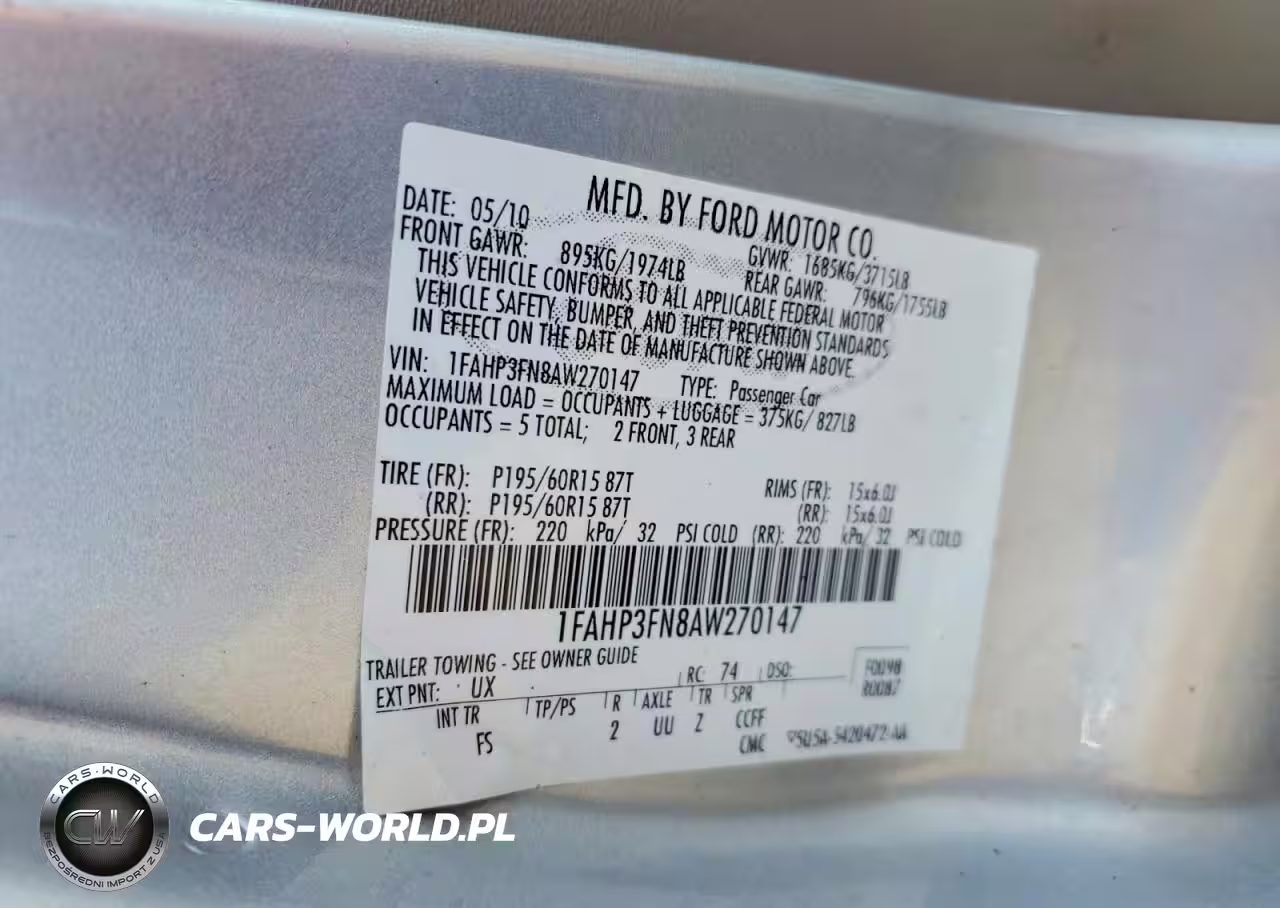 MFD. BY FORD MOTOR CO.
DATE: 05/10 GVWR: 1685KG/3715LB
FRONT GAWR: 895KG/1974LB REAR GAWR: 796KG/1755LB
THIS VEHICLE CONFORMS TO ALL APPLICABLE FEDERAL MOTOR
VEHICLE SAFETY, BUMPER, AND THEFT PREVENTION STANDARDS
IN EFFECT ON THE DATE OF MANUFACTURE SHOWN ABOVE.
VIN: 1FAHP3FN8AW270147 TYPE: Passenger Car
MAXIMUM LOAD = OCCUPANTS + LUGGAGE = 375KG/ 827LB
OCCUPANTS = 5 TOTAL; 2 FRONT, 3 REAR
TIRE (FR): P195/60R15 87T RIMS (FR): 15x6.0J
(RR): P195/60R15 87T (RR): 15x6.0J
PRESSURE (FR): 220 kPa/ 32 PSI COLD (RR): 220 kPa/ 32 PSI COLD
1FAHP3FN8AW270147
TRAILER TOWING - SEE OWNER GUIDE
EXT PNT: UX RC: 74 DSO:
INT TR TP/PS R AXLE TR SPR
FS 2 UU Z CCFF
CMC
CARS-WORLD
CW
BEZPOŚREDNI IMPORT Z USA
CARS-WORLD.PL